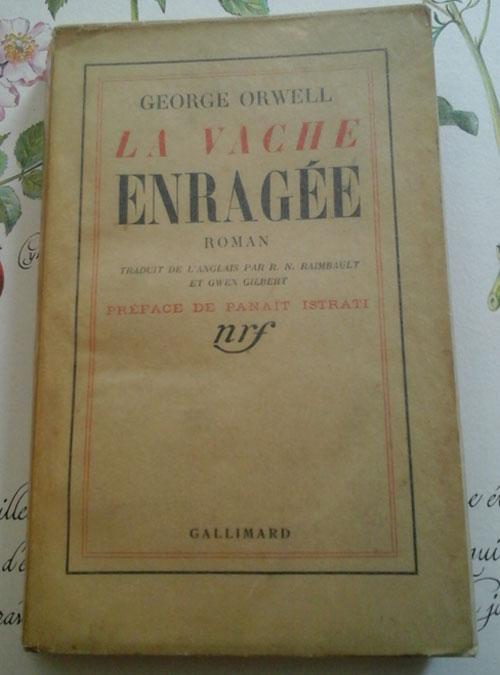 GEORGE ORWELL
LA VACHE
ENRAGÉE
ROMAN
TRADUIT DE L'ANGLAIS PAR R. N. RAIMBAULT
ET GWEN GILBERT
PRÉFACE DE PANAÏT ISTRATI
nrf
GALLIMARD